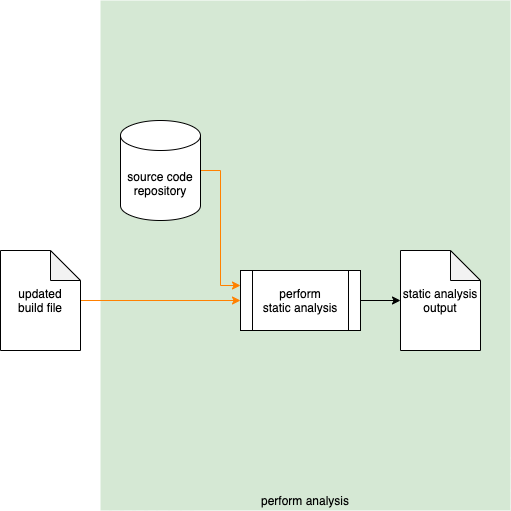 source code
repository
updated
build file
perform
static analysis
static analysis
output
perform analysis